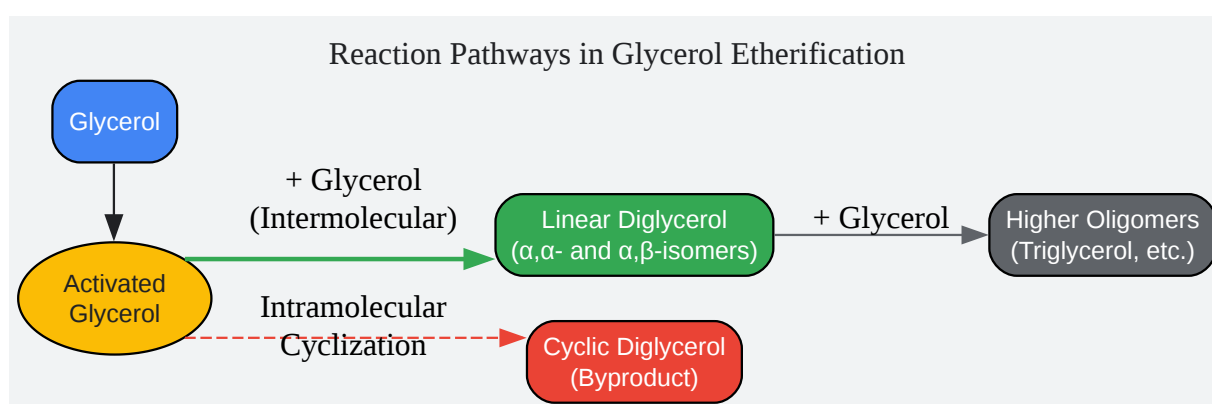 Reaction Pathways in Glycerol Etherification
Glycerol
+ Glycerol
(Intermolecular)
Linear Diglycerol
(α,α- and α,β-isomers)
+ Glycerol
Higher Oligomers
(Triglycerol, etc.)
Activated
Glycerol
Intramolecular
Cyclization
Cyclic Diglycerol
(Byproduct)